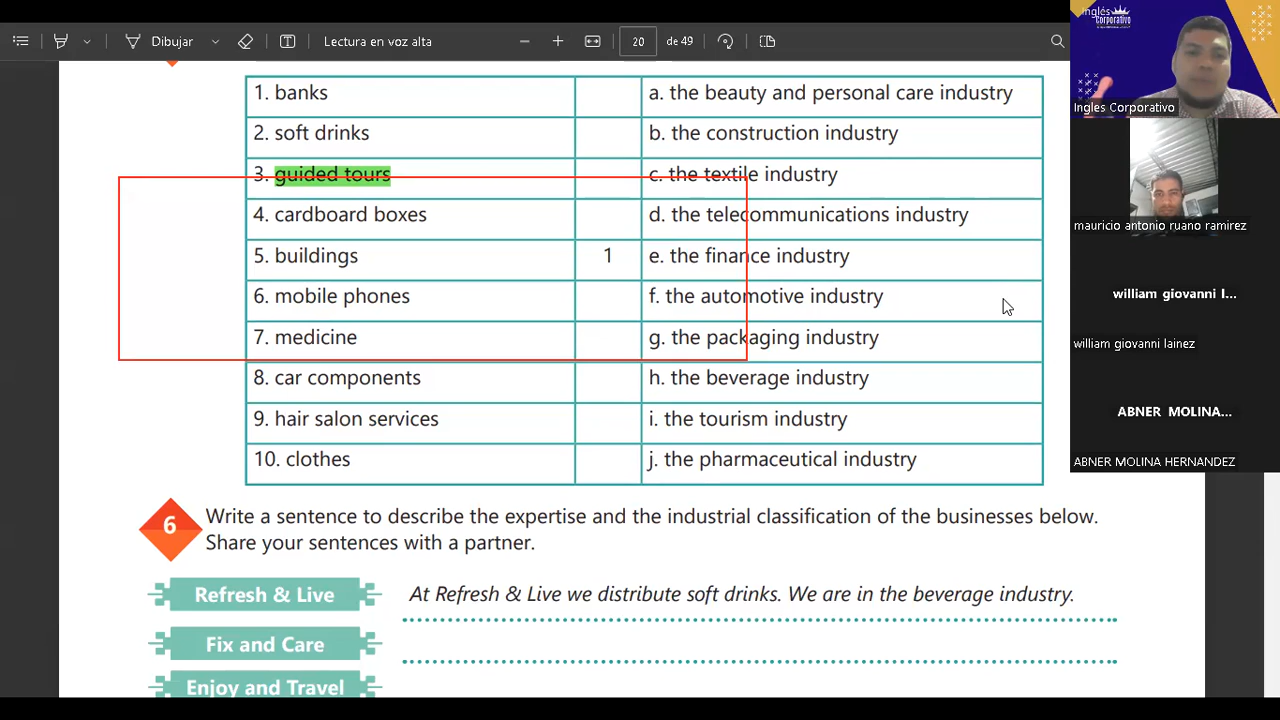 Dibujar
Lectura en voz alta
20
de 49
1. banks
a. the beauty and personal care industry
2. soft drinks
b. the construction industry
3. guided tours
c. the textile industry
4. cardboard boxes
d. the telecommunications industry
5. buildings
1
e. the finance industry
6. mobile phones
f. the automotive industry
7. medicine
g. the packaging industry
8. car components
h. the beverage industry
9. hair salon services
i. the tourism industry
10. clothes
j. the pharmaceutical industry
6
Write a sentence to describe the expertise and the industrial classification of the businesses below.
Share your sentences with a partner.
Refresh & Live
At Refresh & Live we distribute soft drinks. We are in the beverage industry.
Fix and Care
Enjoy and Travel
Inglés
Corporativo
Ingles Corporativo
mauricio antonio ruano ramirez
william giovanni l...
william giovanni lainez
ABNER MOLINA...
ABNER MOLINA HERNANDEZ